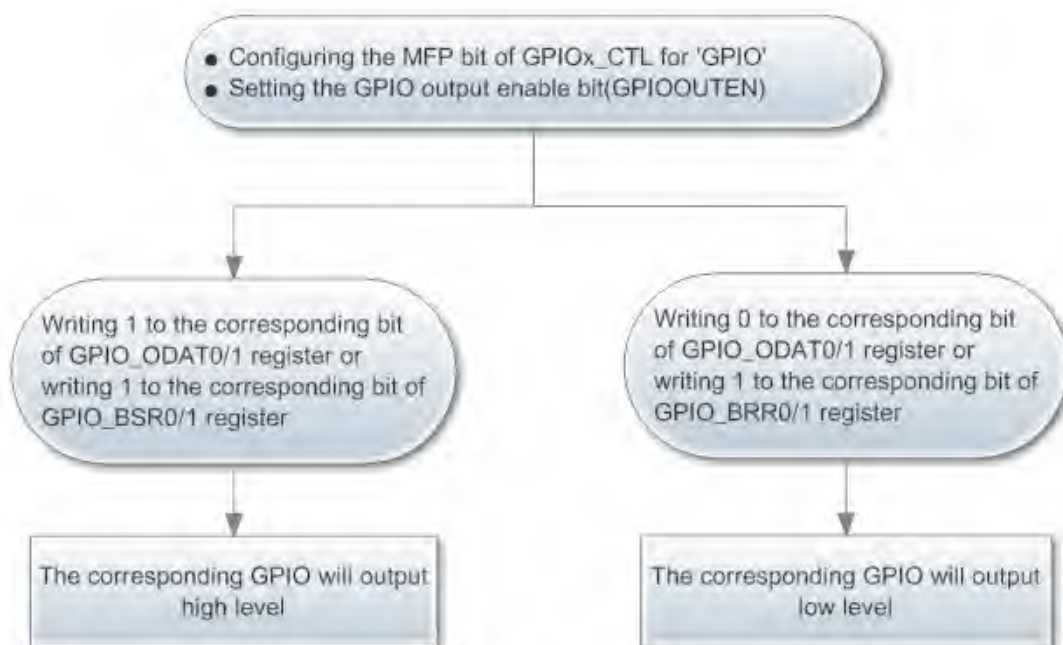 ● Configuring the MFP bit of GPIOx_CTL for 'GPIO'
● Setting the GPIO output enable bit(GPIOOUTEN)
Writing 1 to the corresponding bit
of GPIO_ODAT0/1 register or
writing 1 to the corresponding bit of
GPIO_BSR0/1 register
Writing 0 to the corresponding bit
of GPIO_ODAT0/1 register or
writing 1 to the corresponding bit of
GPIO_BRR0/1 register
The corresponding GPIO will output
high level
The corresponding GPIO will output
low level